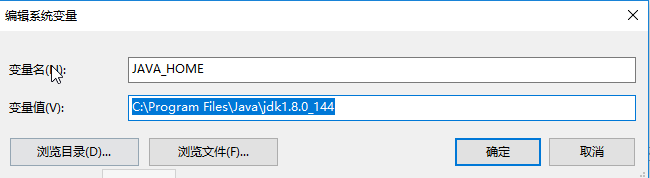 编辑系统变量
变量名(N):
JAVA_HOME
变量值(V):
C:\Program Files\Java\jdk1.8.0_144
浏览目录(D)...
浏览文件(F)...
确定
取消